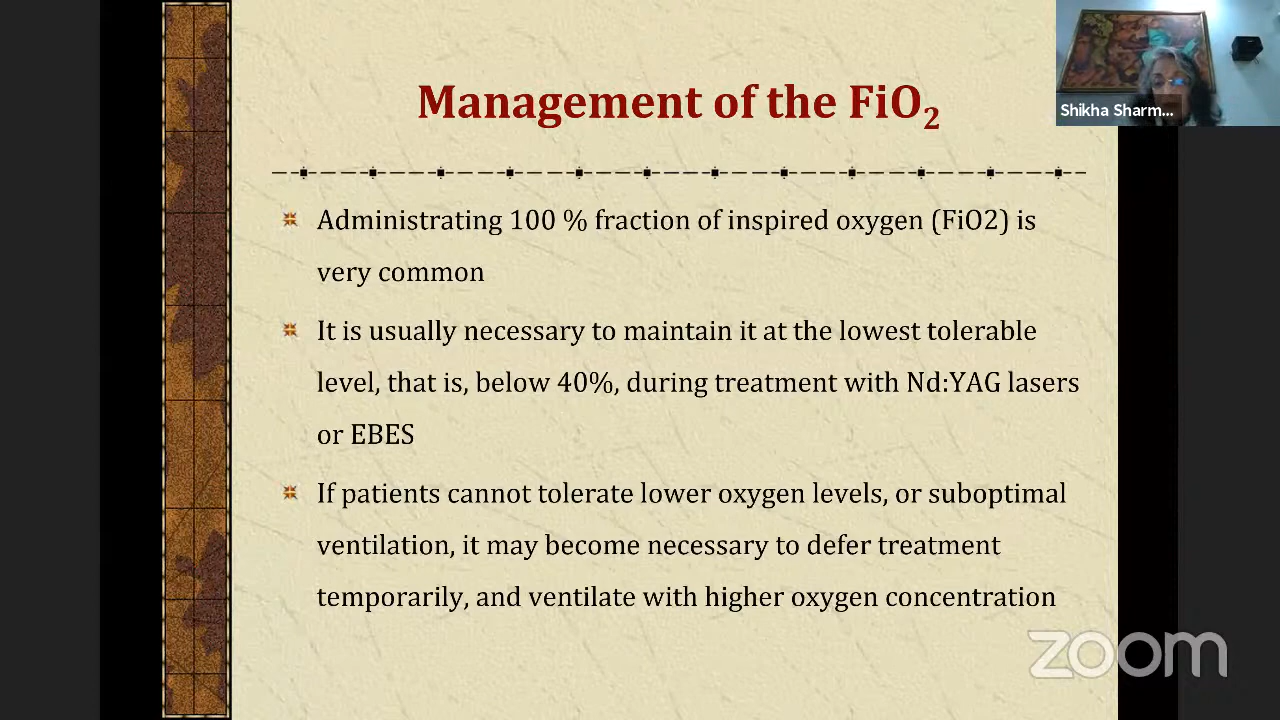 Management of the FiO2
Shikha Sharm...
Administrating 100 % fraction of inspired oxygen (FiO2) is
very common
It is usually necessary to maintain it at the lowest tolerable
level, that is, below 40%, during treatment with Nd:YAG lasers
or EBES
If patients cannot tolerate lower oxygen levels, or suboptimal
ventilation, it may become necessary to defer treatment
temporarily, and ventilate with higher oxygen concentration
zoom